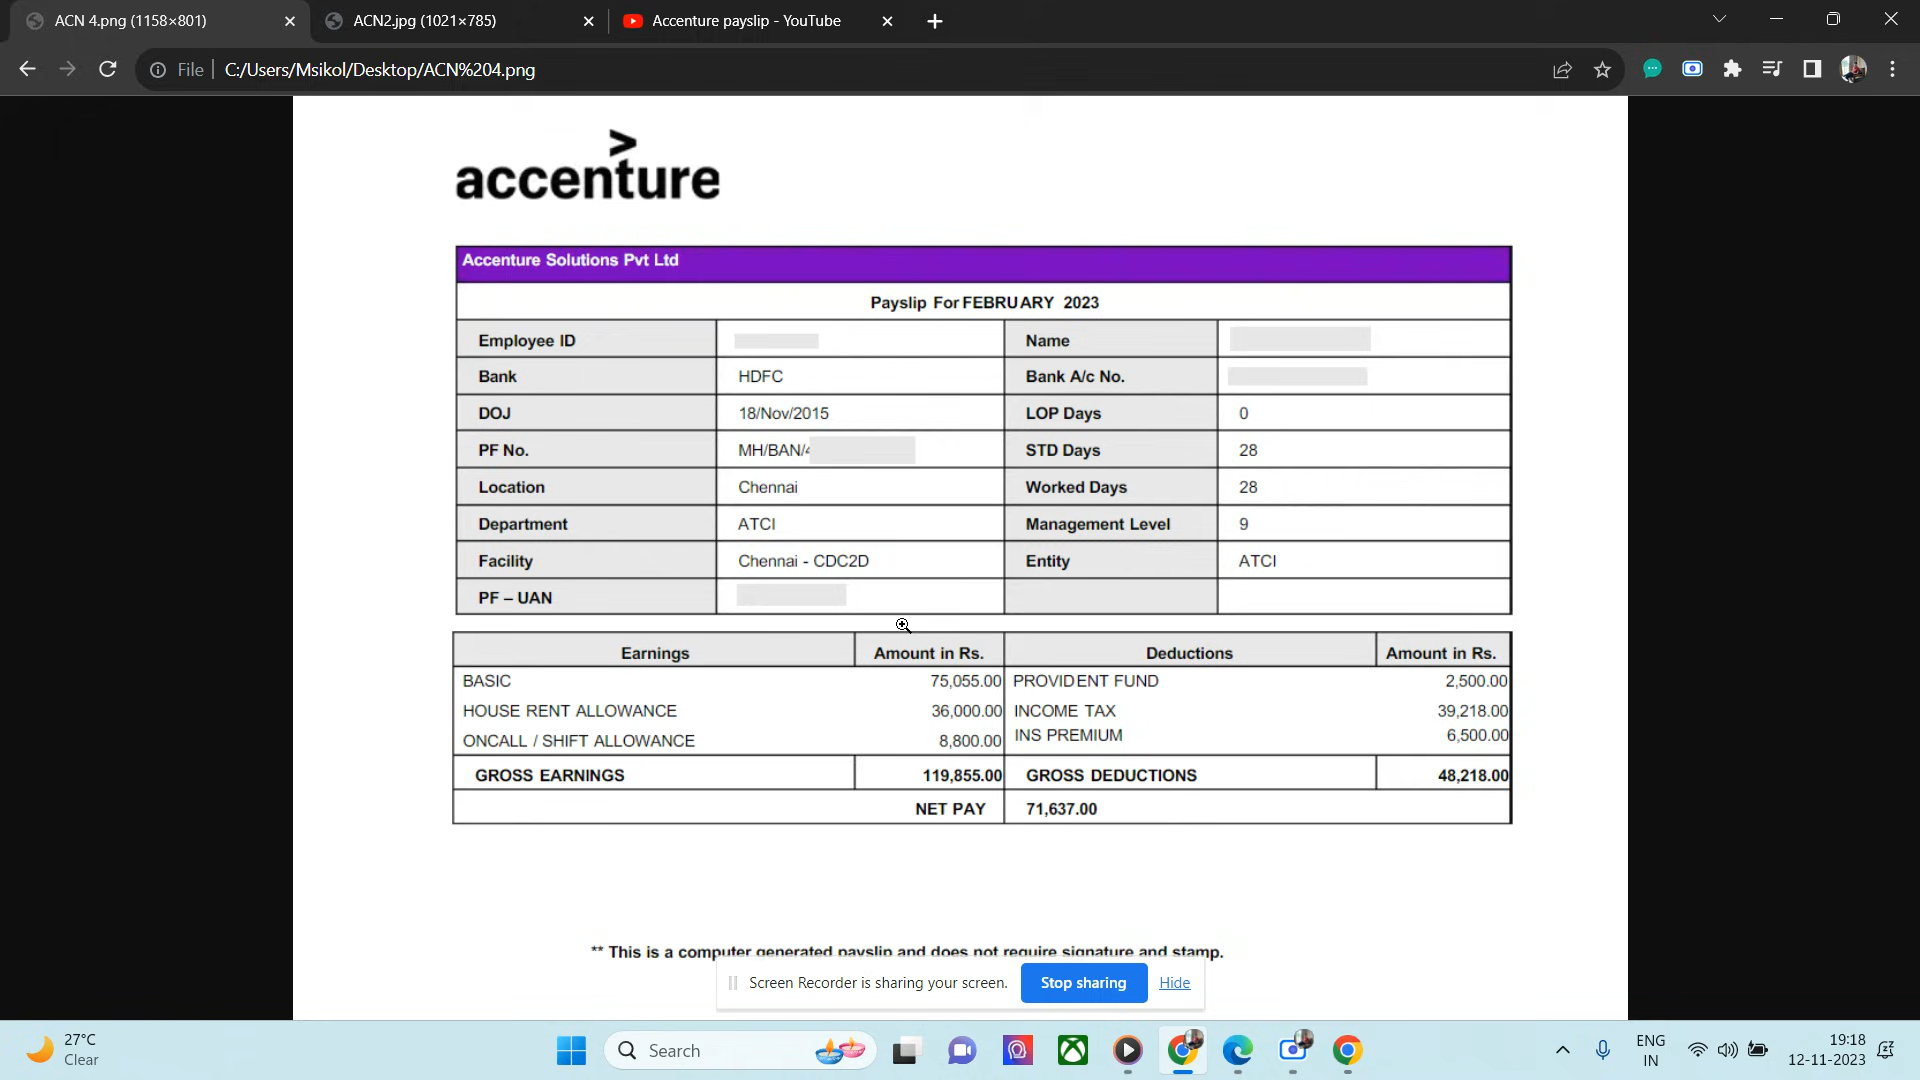 ACN 4.png (1158×801)
ACN2.jpg (1021×785)
Accenture payslip - YouTube
File
C:/Users/Msikol/Desktop/ACN%204.png
>
accenture
Accenture Solutions Pvt Ltd
Payslip For FEBRUARY 2023
Employee ID Name
Bank HDFC Bank A/c No.
DOJ 18/Nov/2015 LOP Days 0
PF No. MH/BAN/ STD Days 28
Location Chennai Worked Days 28
Department ATCI Management Level 9
Facility Chennai - CDC2D Entity ATCI
PF – UAN
Earnings Amount in Rs. Deductions Amount in Rs.
BASIC 75,055.00 PROVIDENT FUND 2,500.00
HOUSE RENT ALLOWANCE 36,000.00 INCOME TAX 39,218.00
ONCALL / SHIFT ALLOWANCE 8,800.00 INS PREMIUM 6,500.00
GROSS EARNINGS 119,855.00 GROSS DEDUCTIONS 48,218.00
NET PAY 71,637.00
** This is a computer generated payslip and does not require signature and stamp.
Screen Recorder is sharing your screen. Stop sharing Hide
27°C
Clear
Search
ENG
IN
19:18
12-11-2023